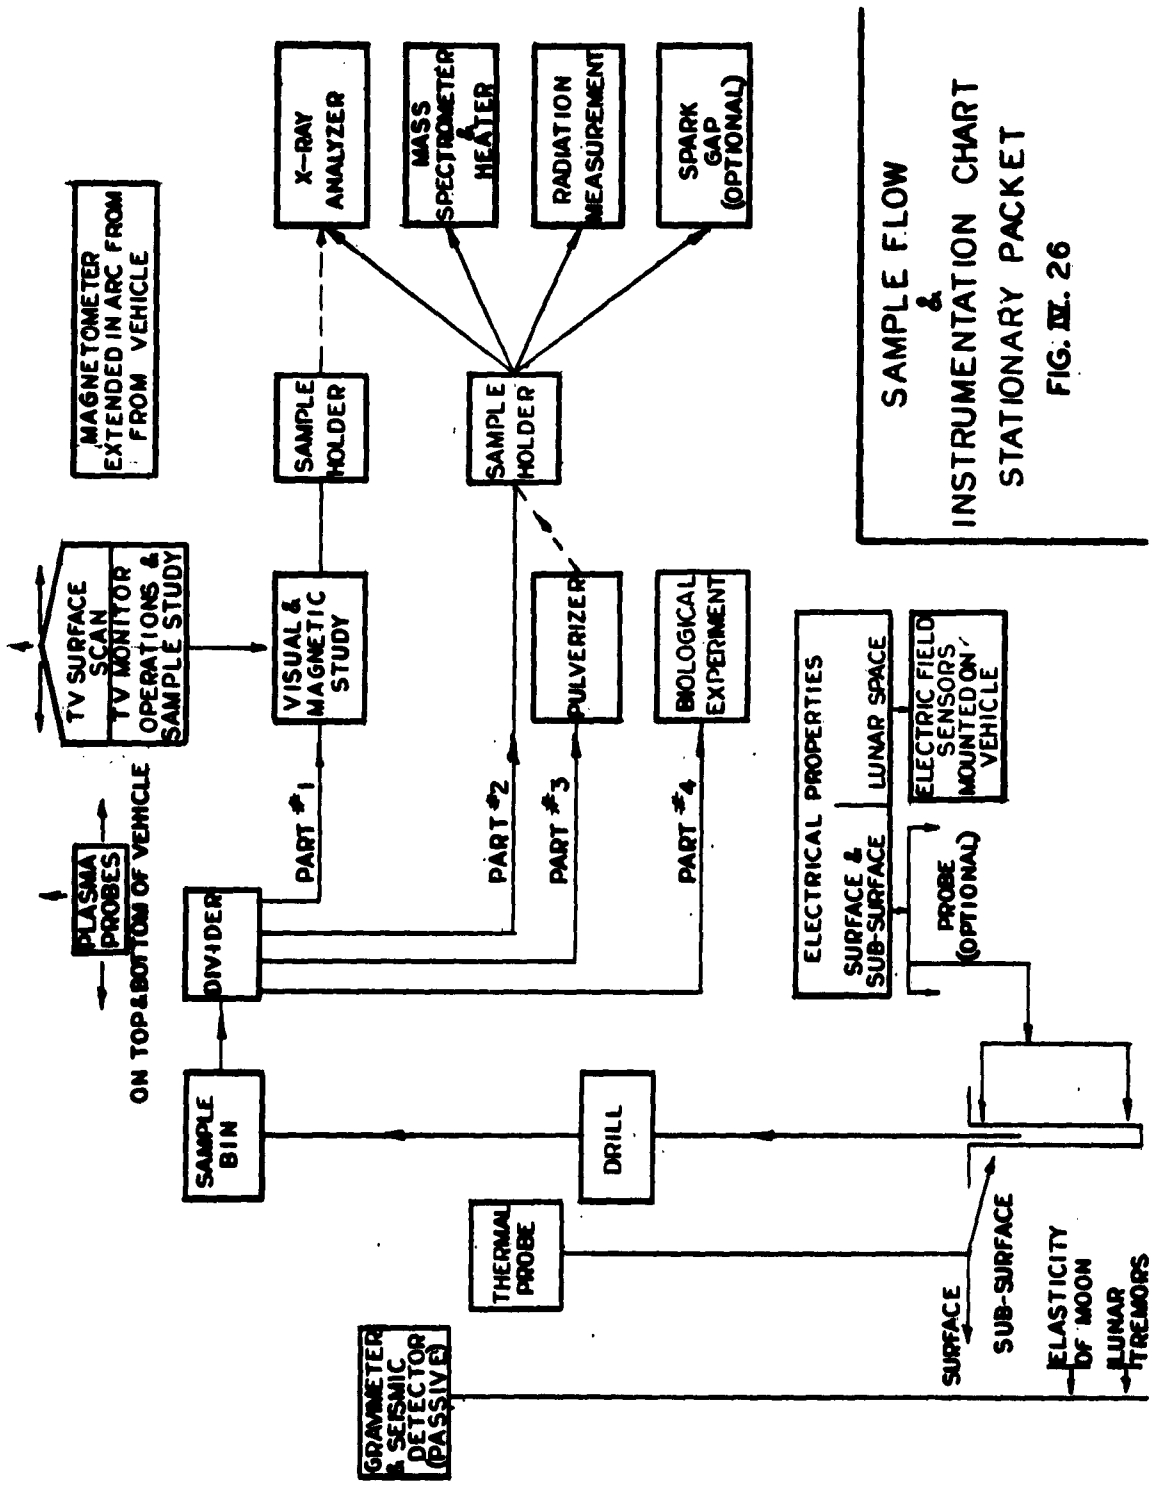 MAGNETOMETER
EXTENDED IN ARC FROM
FROM VEHICLE
TV SURFACE
SCAN
TV MONITOR
OPERATIONS &
SAMPLE STUDY
PLASMA
PROBES
ON TOP & BOTTOM OF VEHICLE
GRAVIMETER
& SEISMIC
DETECTOR
(PASSIVE)
THERMAL
PROBE
SAMPLE
BIN
DRILL
DIVIDER
PART #1
PART #2
PART #3
PART #4
VISUAL &
MAGNETIC
STUDY
PULVERIZER
BIOLOGICAL
EXPERIMENT
SAMPLE
HOLDER
SAMPLE
HOLDER
X-RAY
ANALYZER
MASS
SPECTROMETER
&
HEATER
RADIATION
MEASUREMENT
SPARK
GAP
(OPTIONAL)
ELECTRICAL PROPERTIES
SURFACE &
SUB-SURFACE
LUNAR SPACE
PROBE
(OPTIONAL)
ELECTRIC FIELD
SENSORS
MOUNTED ON
VEHICLE
SURFACE
SUB-SURFACE
ELASTICITY
OF MOON
LUNAR
TREMORS
SAMPLE FLOW
&
INSTRUMENTATION CHART
STATIONARY PACKET
FIG. IV. 26